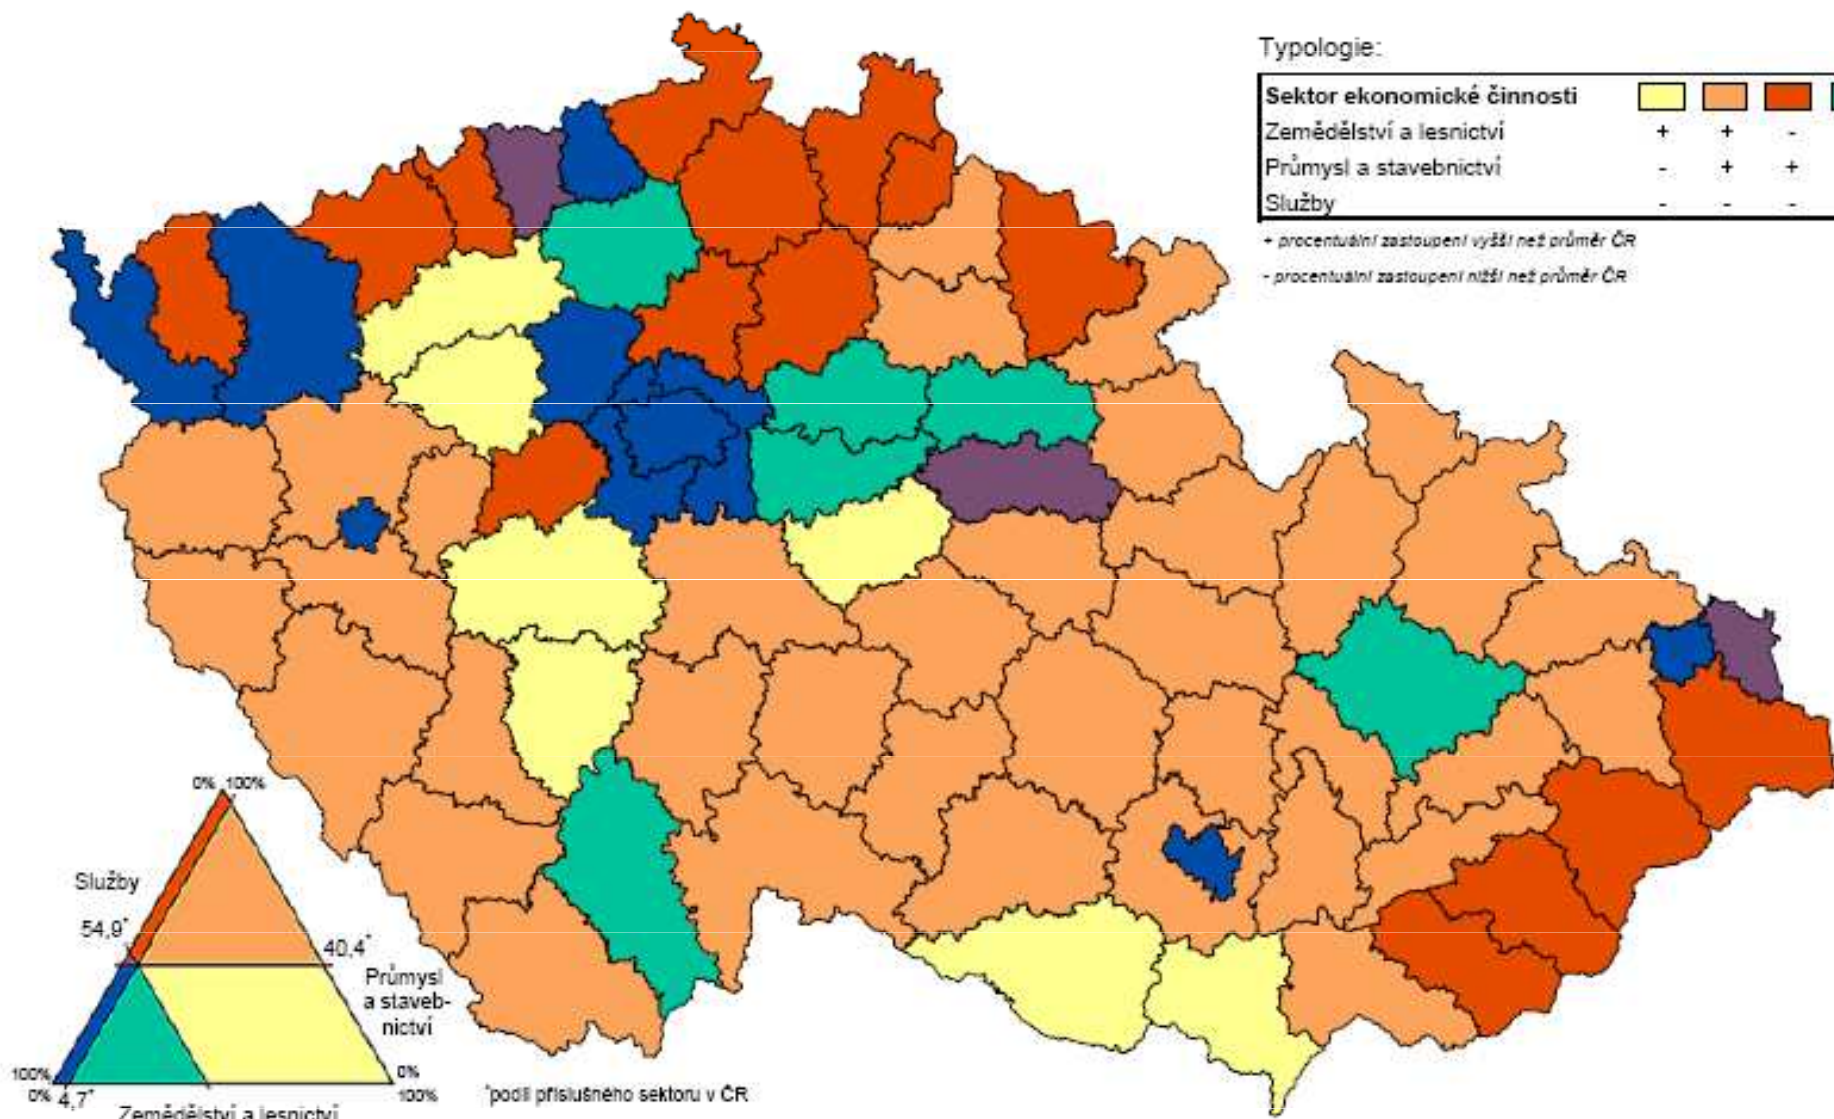 Typologie:
Sektor ekonomické činnosti
Zemědělství a lesnictví + + -
Průmysl a stavebnictví - + +
Služby - - -
+ procentuální zastoupení vyšší než průměr ČR
- procentuální zastoupení nižší než průměr ČR
0% 100%
Služby
54,9*
40,4*
Průmysl
a staveb-
nictví
100%
0%
0%
100%
4,7*
Zemědělství a lesnictví
*podíl příslušného sektoru v ČR